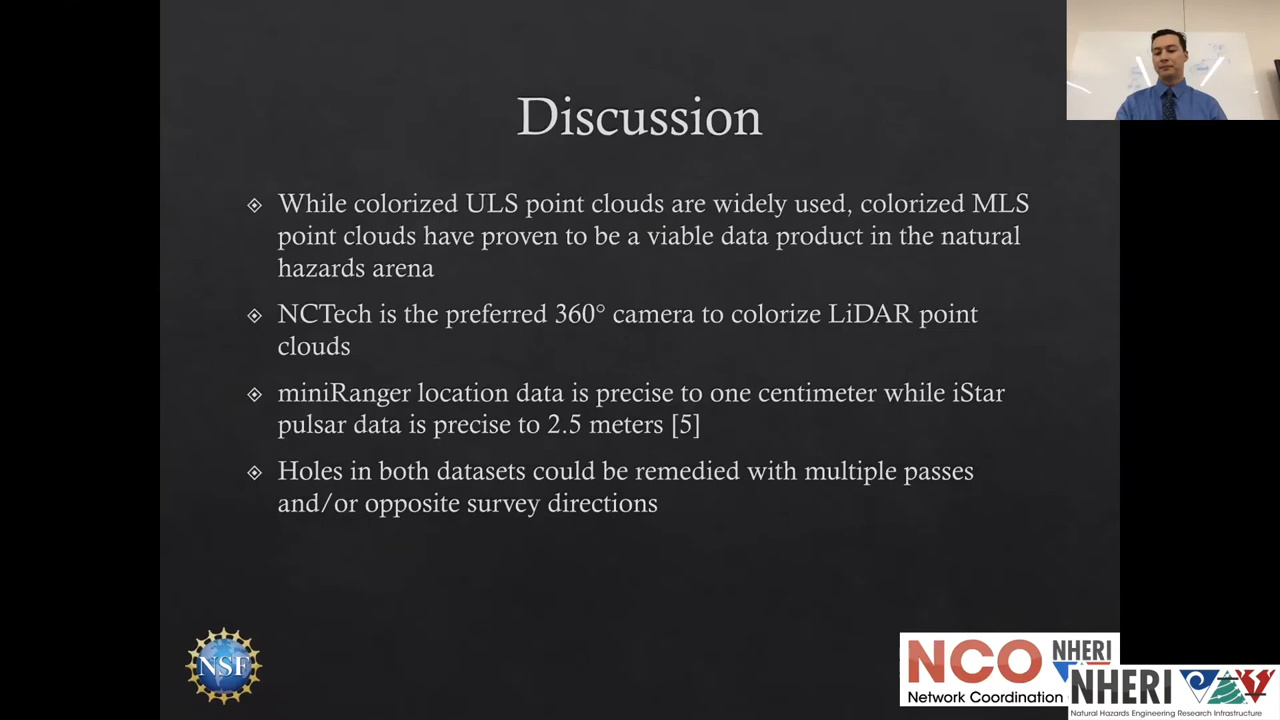 Discussion
While colorized ULS point clouds are widely used, colorized MLS
point clouds have proven to be a viable data product in the natural
hazards arena
NCTech is the preferred 360° camera to colorize LiDAR point
clouds
miniRanger location data is precise to one centimeter while iStar
pulsar data is precise to 2.5 meters [5]
Holes in both datasets could be remedied with multiple passes
and/or opposite survey directions
NSF
NCO
NHERI
Network Coordination
NHERI
Natural Hazards Engineering Research Infrastructure